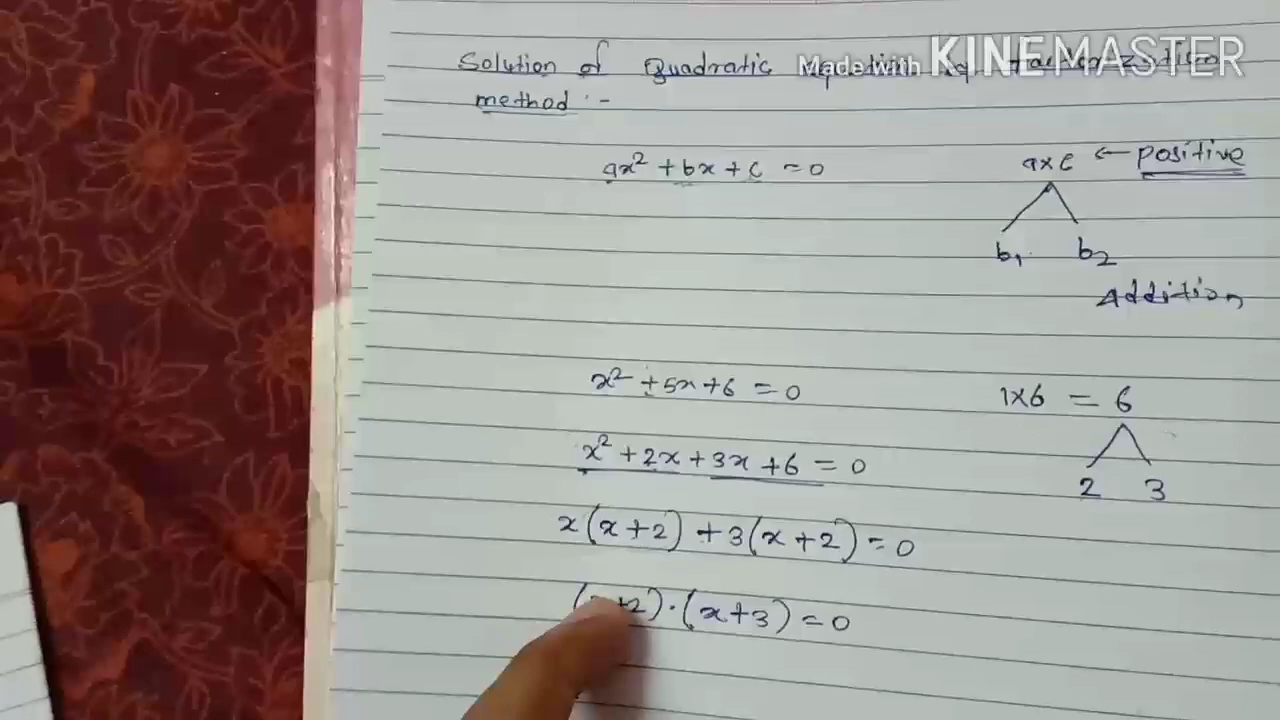 Solution of Quadratic
Made with KINEMASTER
method :-
ax² + bx + c = 0
a×c ← positive
b₁ b₂
Addition
x² + 5x + 6 = 0
1×6 = 6
x² + 2x + 3x + 6 = 0
2 3
x(x+2) + 3(x+2) = 0
+2)·(x+3) = 0